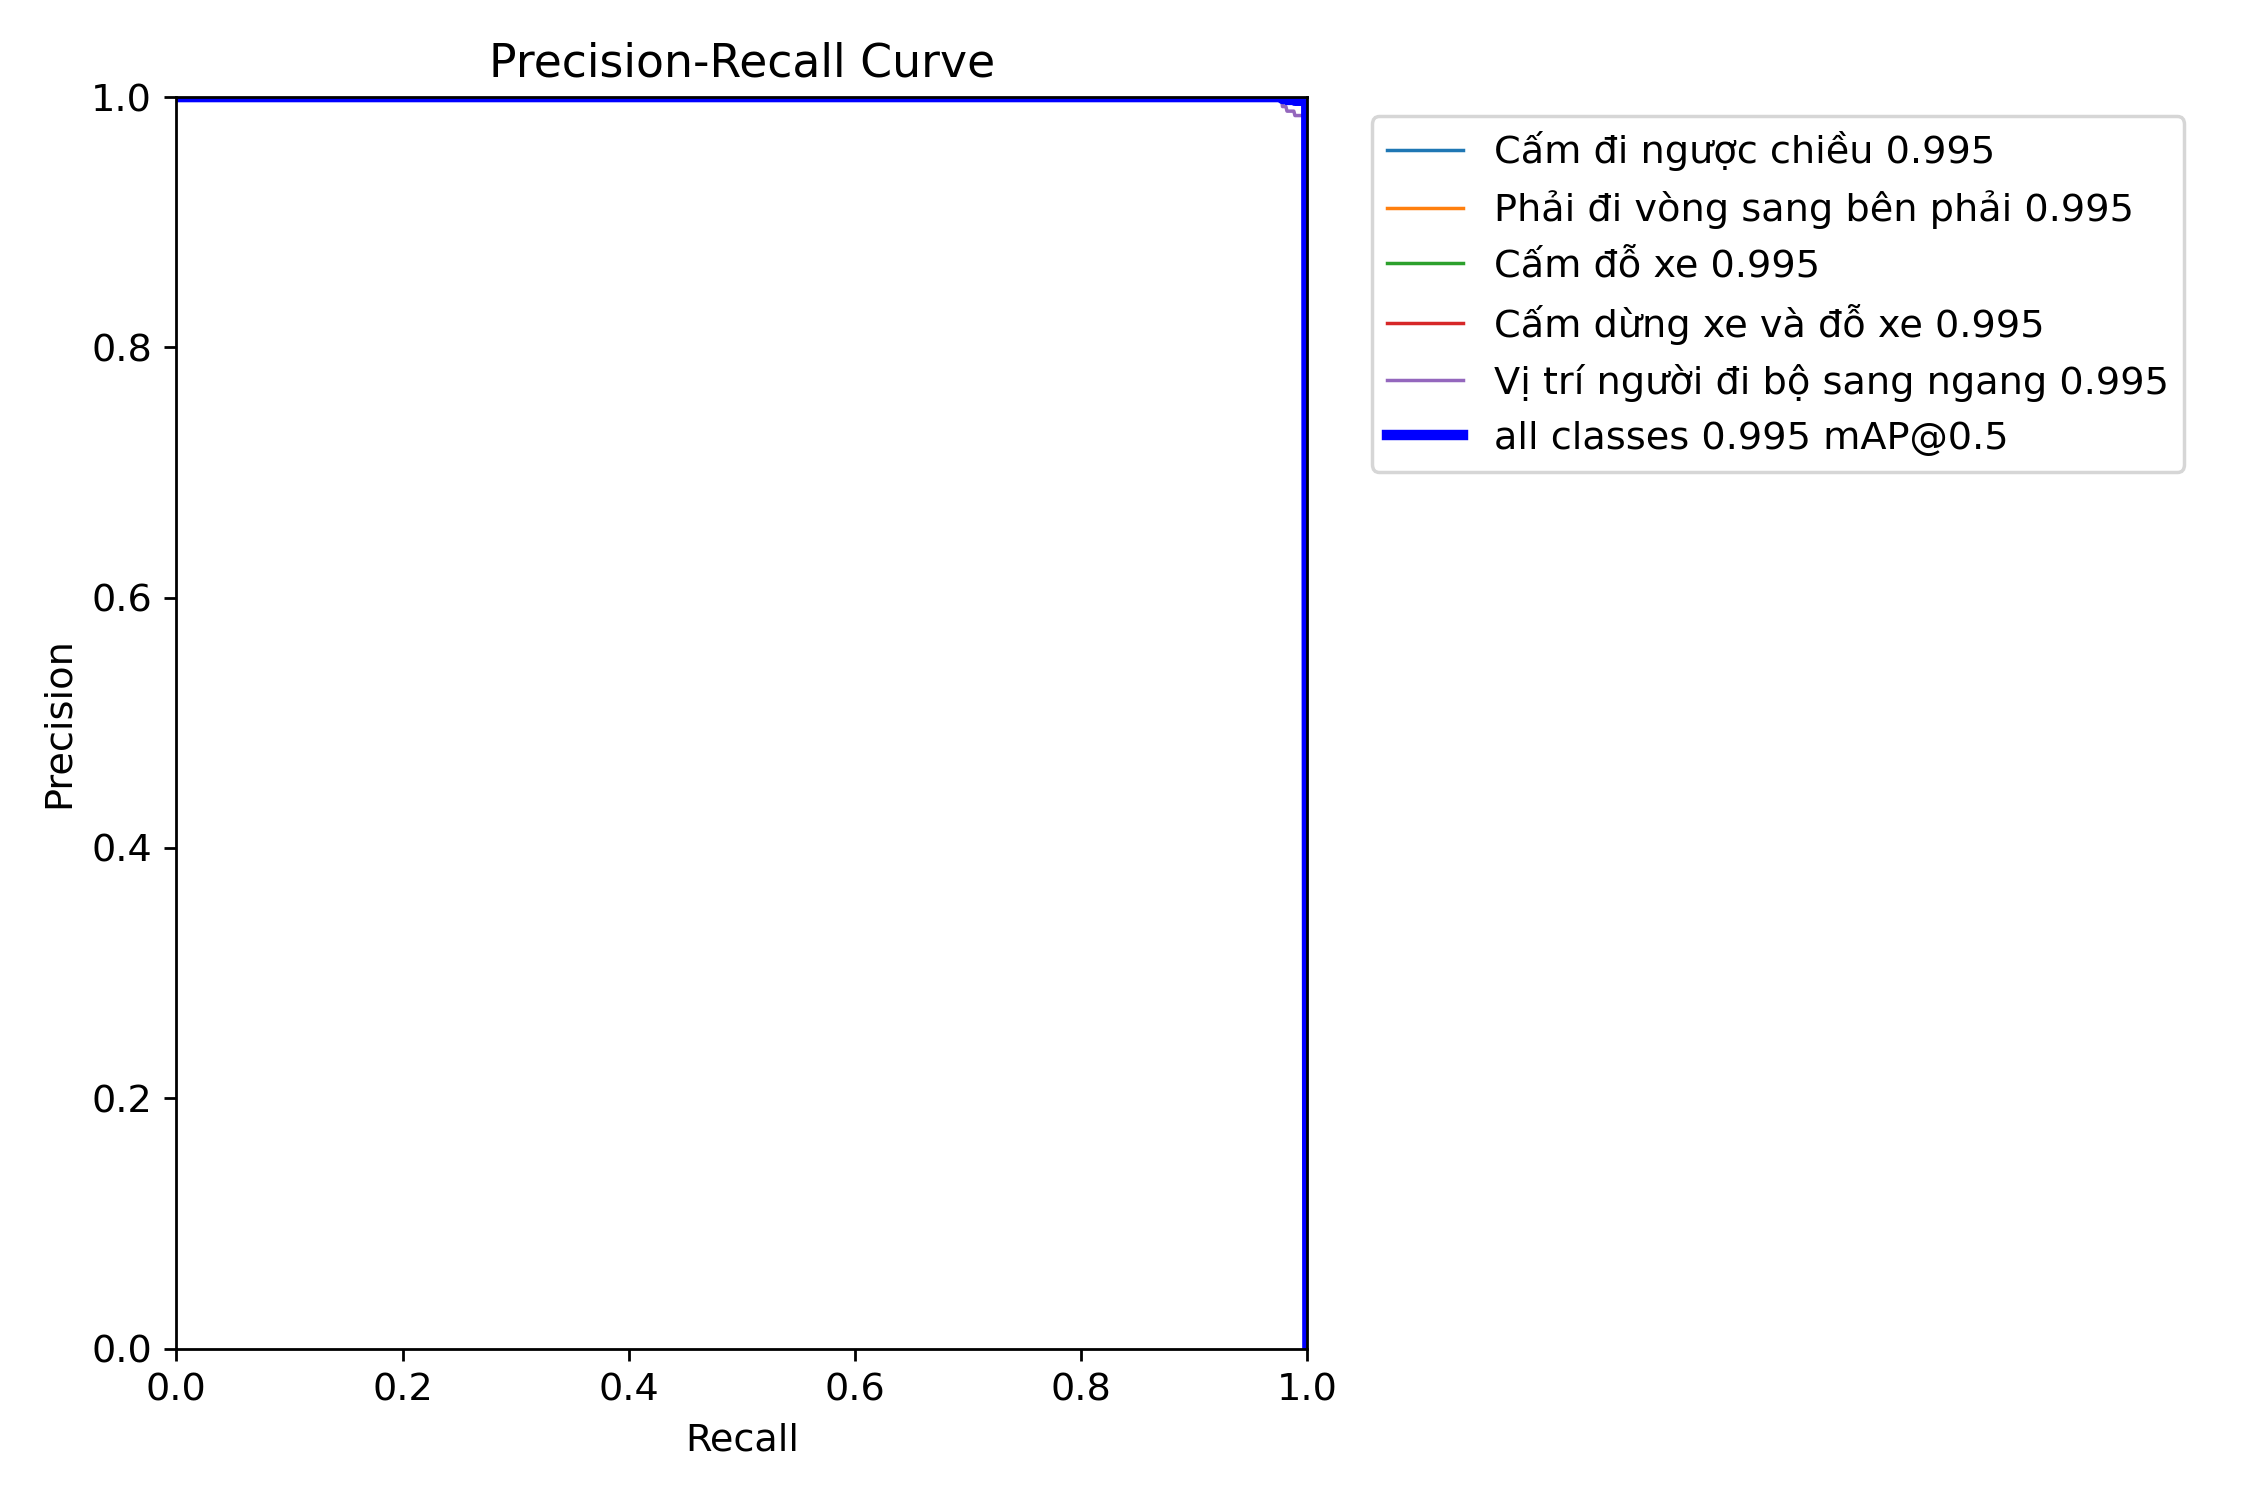 Precision-Recall Curve
1.0
0.8
0.6
0.4
0.2
0.0
Precision
0.0 0.2 0.4 0.6 0.8 1.0
Recall
Cấm đi ngược chiều 0.995
Phải đi vòng sang bên phải 0.995
Cấm đỗ xe 0.995
Cấm dừng xe và đỗ xe 0.995
Vị trí người đi bộ sang ngang 0.995
all classes 0.995 mAP@0.5